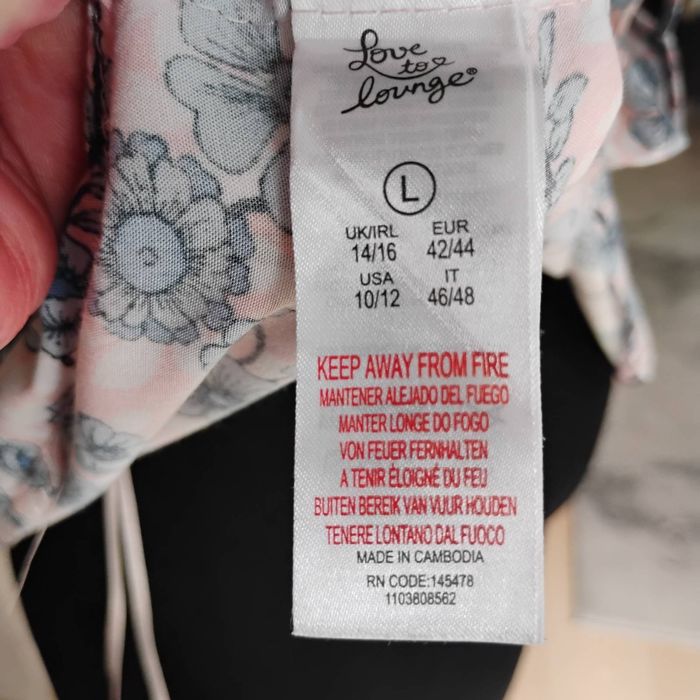 Love
to
lounge®
L
UK/IRL EUR
14/16 42/44
USA IT
10/12 46/48
KEEP AWAY FROM FIRE
MANTENER ALEJADO DEL FUEGO
MANTER LONGE DO FOGO
VON FEUER FERNHALTEN
A TENIR ÉLOIGNÉ DU FEU
BUITEN BEREIK VAN VUUR HOUDEN
TENERE LONTANO DAL FUOCO
MADE IN CAMBODIA
RN CODE:145478
1103808562